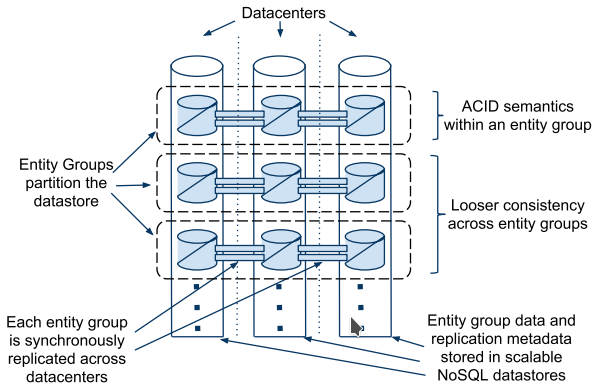 Datacenters
ACID semantics
within an entity group
Entity Groups
partition the
datastore
Looser consistency
across entity groups
Each entity group
is synchronously
replicated across
datacenters
Entity group data and
replication metadata
stored in scalable
NoSQL datastores